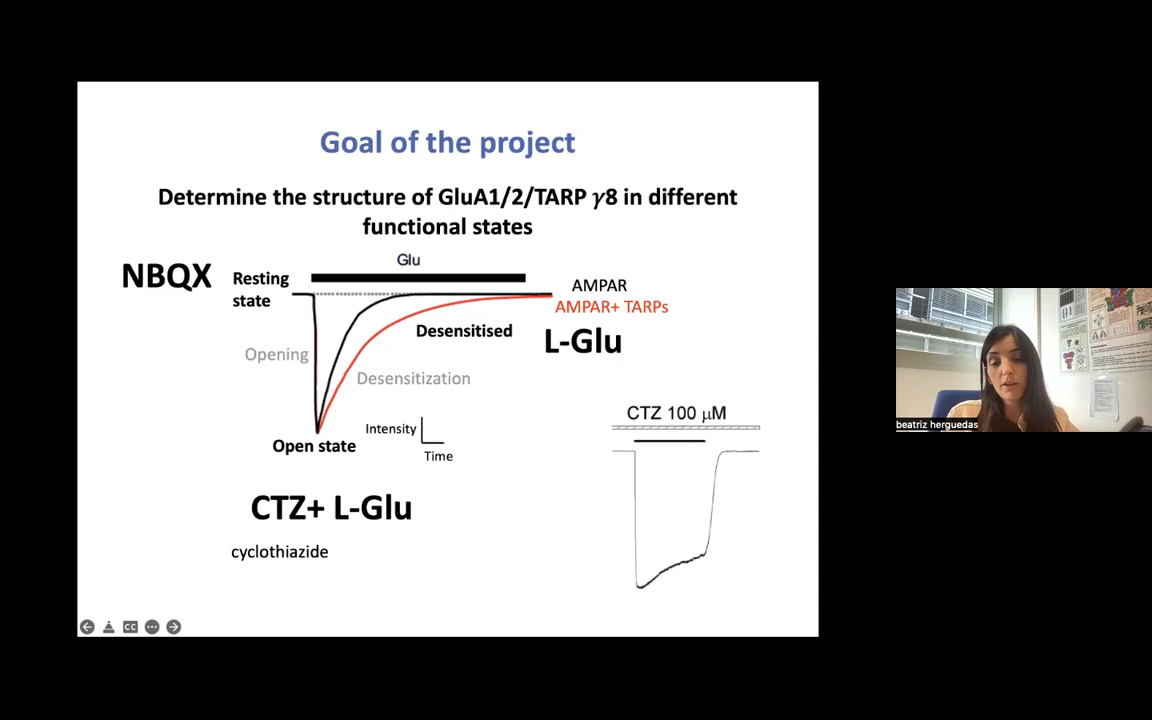 Goal of the project
Determine the structure of GluA1/2/TARP γ8 in different
functional states
Glu
NBQX
Resting
state
AMPAR
AMPAR+ TARPs
Desensitised
L-Glu
Opening
Desensitization
CTZ 100 μM
Intensity
Time
Open state
CTZ+ L-Glu
cyclothiazide
CC
beatriz herguedas